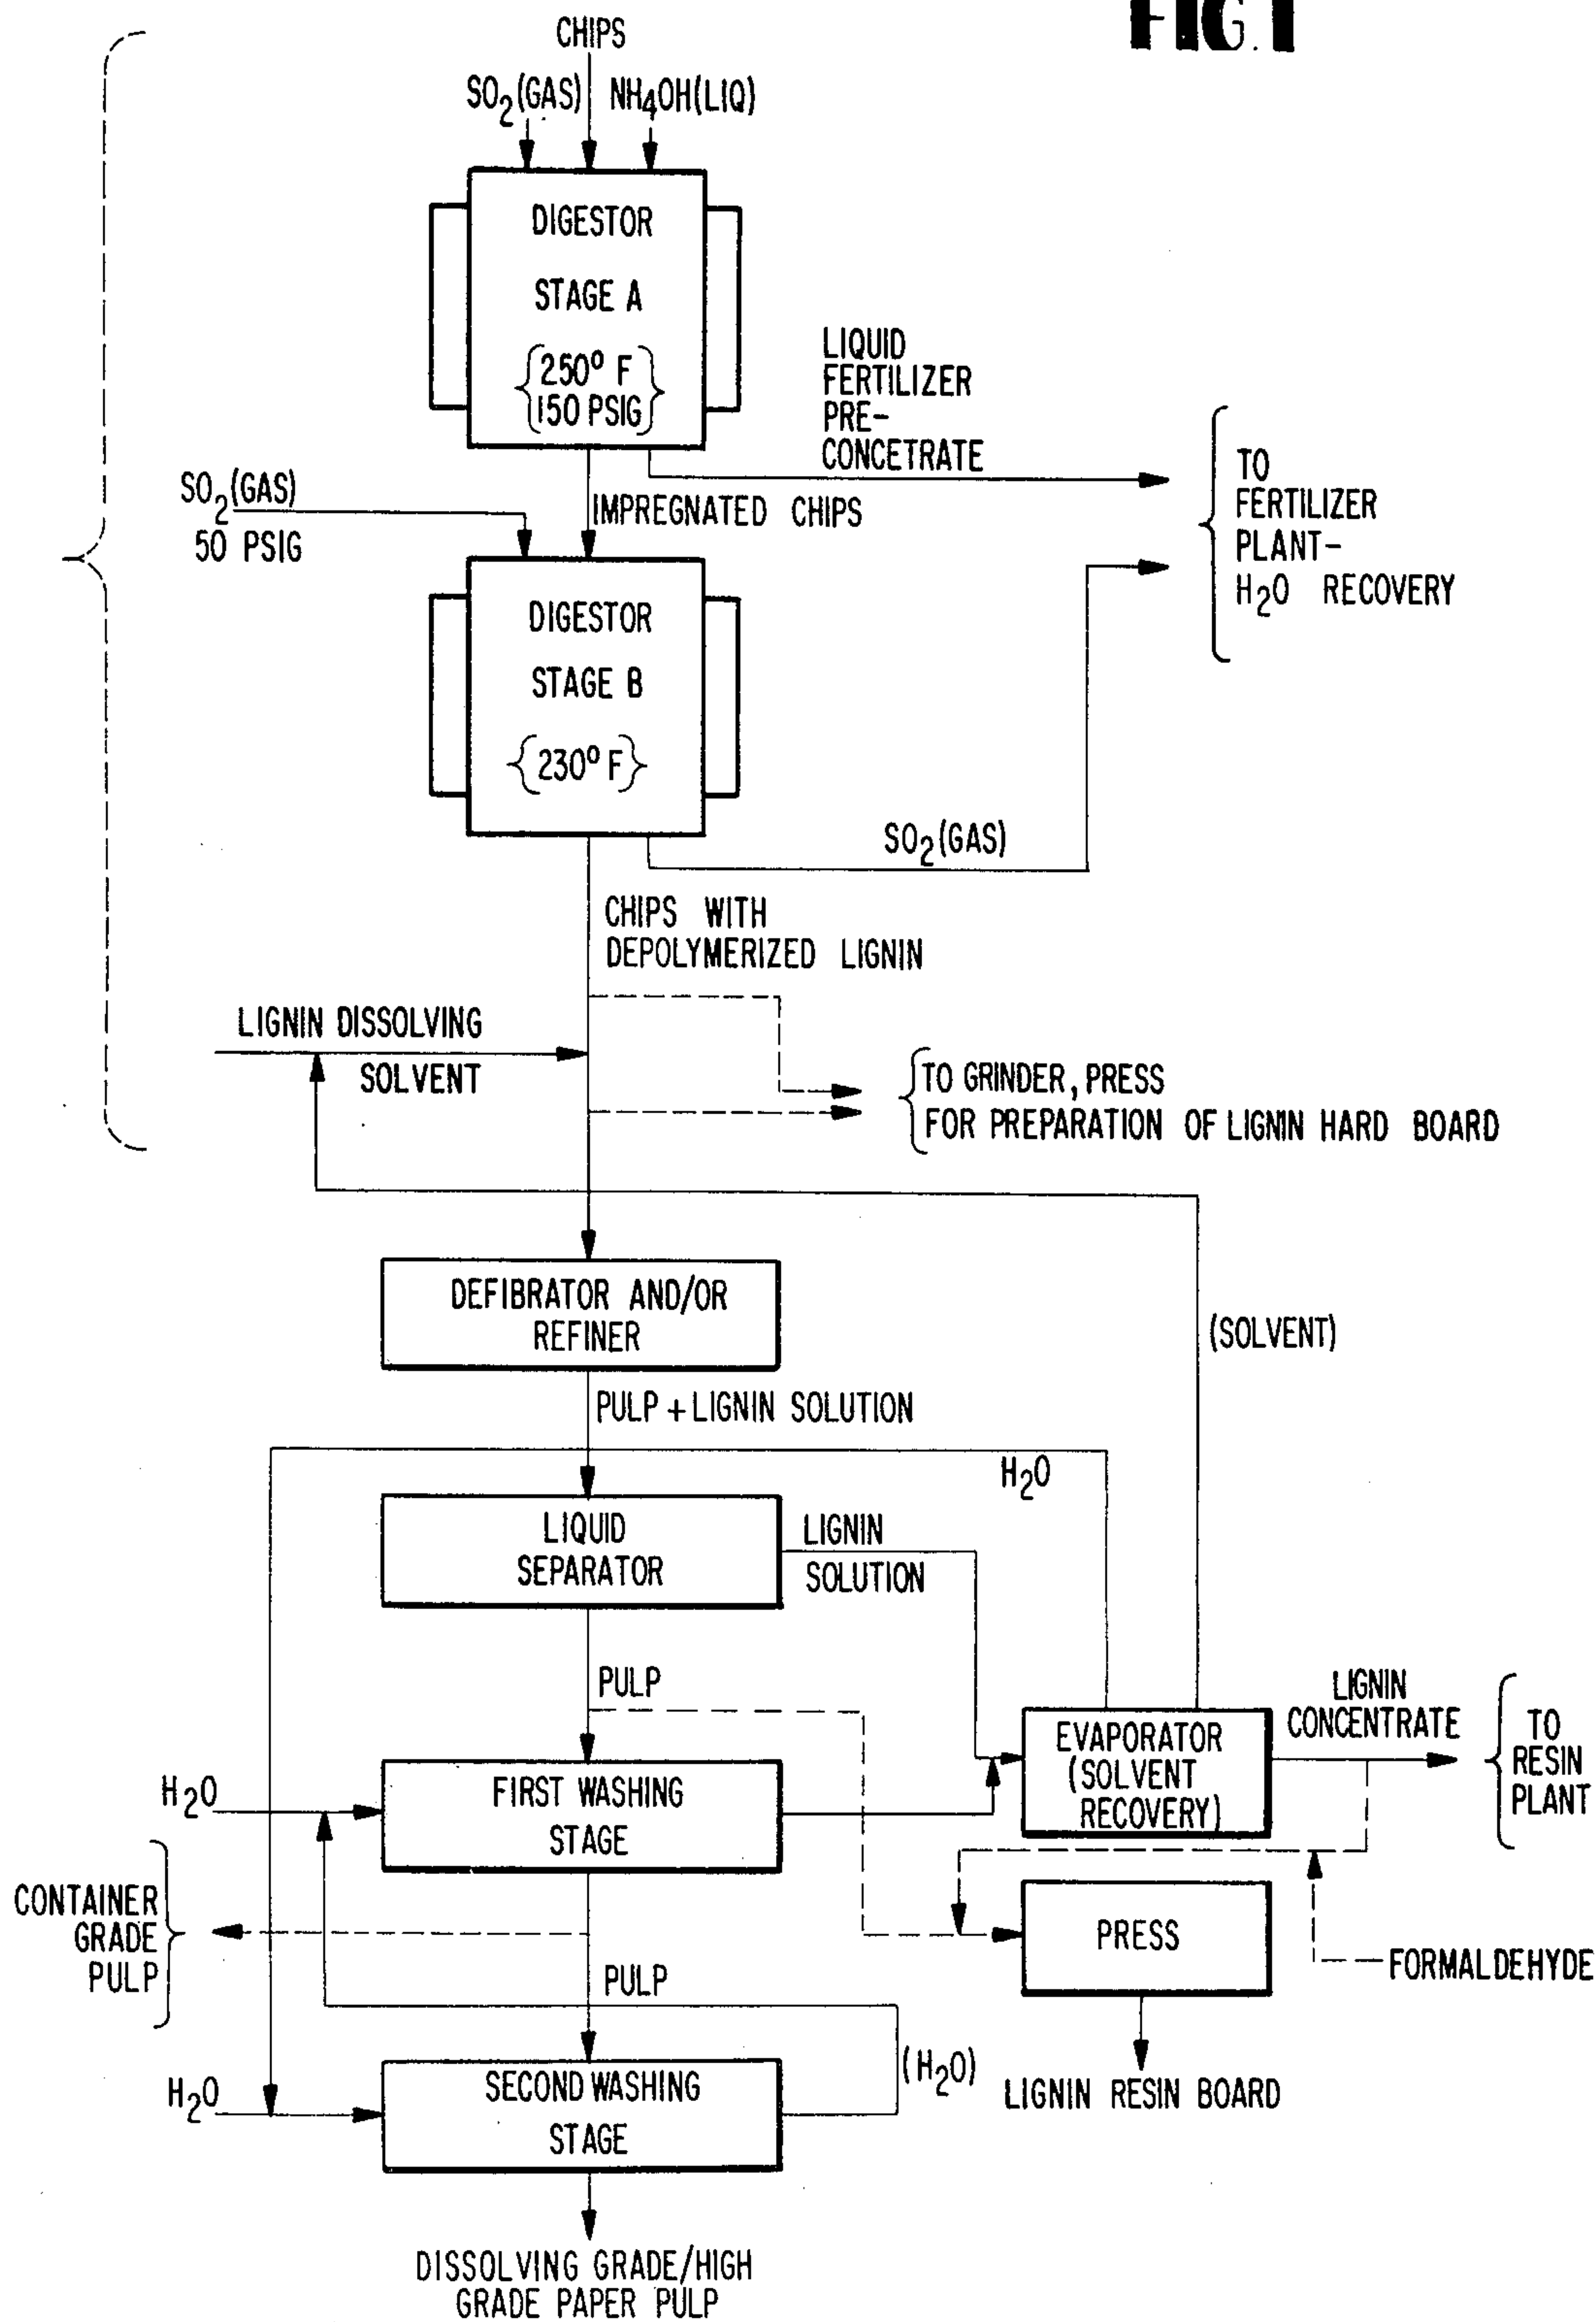 FIG. 1
CHIPS
SO2(GAS) NH4OH(LIQ)
DIGESTOR
STAGE A
250° F
150 PSIG
LIQUID
FERTILIZER
PRE-
CONCETRATE
TO
FERTILIZER
PLANT-
H2O RECOVERY
SO2(GAS)
50 PSIG
IMPREGNATED CHIPS
DIGESTOR
STAGE B
230° F
SO2(GAS)
CHIPS WITH
DEPOLYMERIZED LIGNIN
LIGNIN DISSOLVING
SOLVENT
TO GRINDER, PRESS
FOR PREPARATION OF LIGNIN HARD BOARD
DEFIBRATOR AND/OR
REFINER
(SOLVENT)
PULP + LIGNIN SOLUTION
H2O
LIQUID
SEPARATOR
LIGNIN
SOLUTION
PULP
LIGNIN
CONCENTRATE
TO
RESIN
PLANT
EVAPORATOR
(SOLVENT
RECOVERY)
H2O
FIRST WASHING
STAGE
CONTAINER
GRADE
PULP
PRESS
FORMALDEHYDE
PULP
(H2O)
LIGNIN RESIN BOARD
H2O
SECOND WASHING
STAGE
DISSOLVING GRADE/HIGH
GRADE PAPER PULP